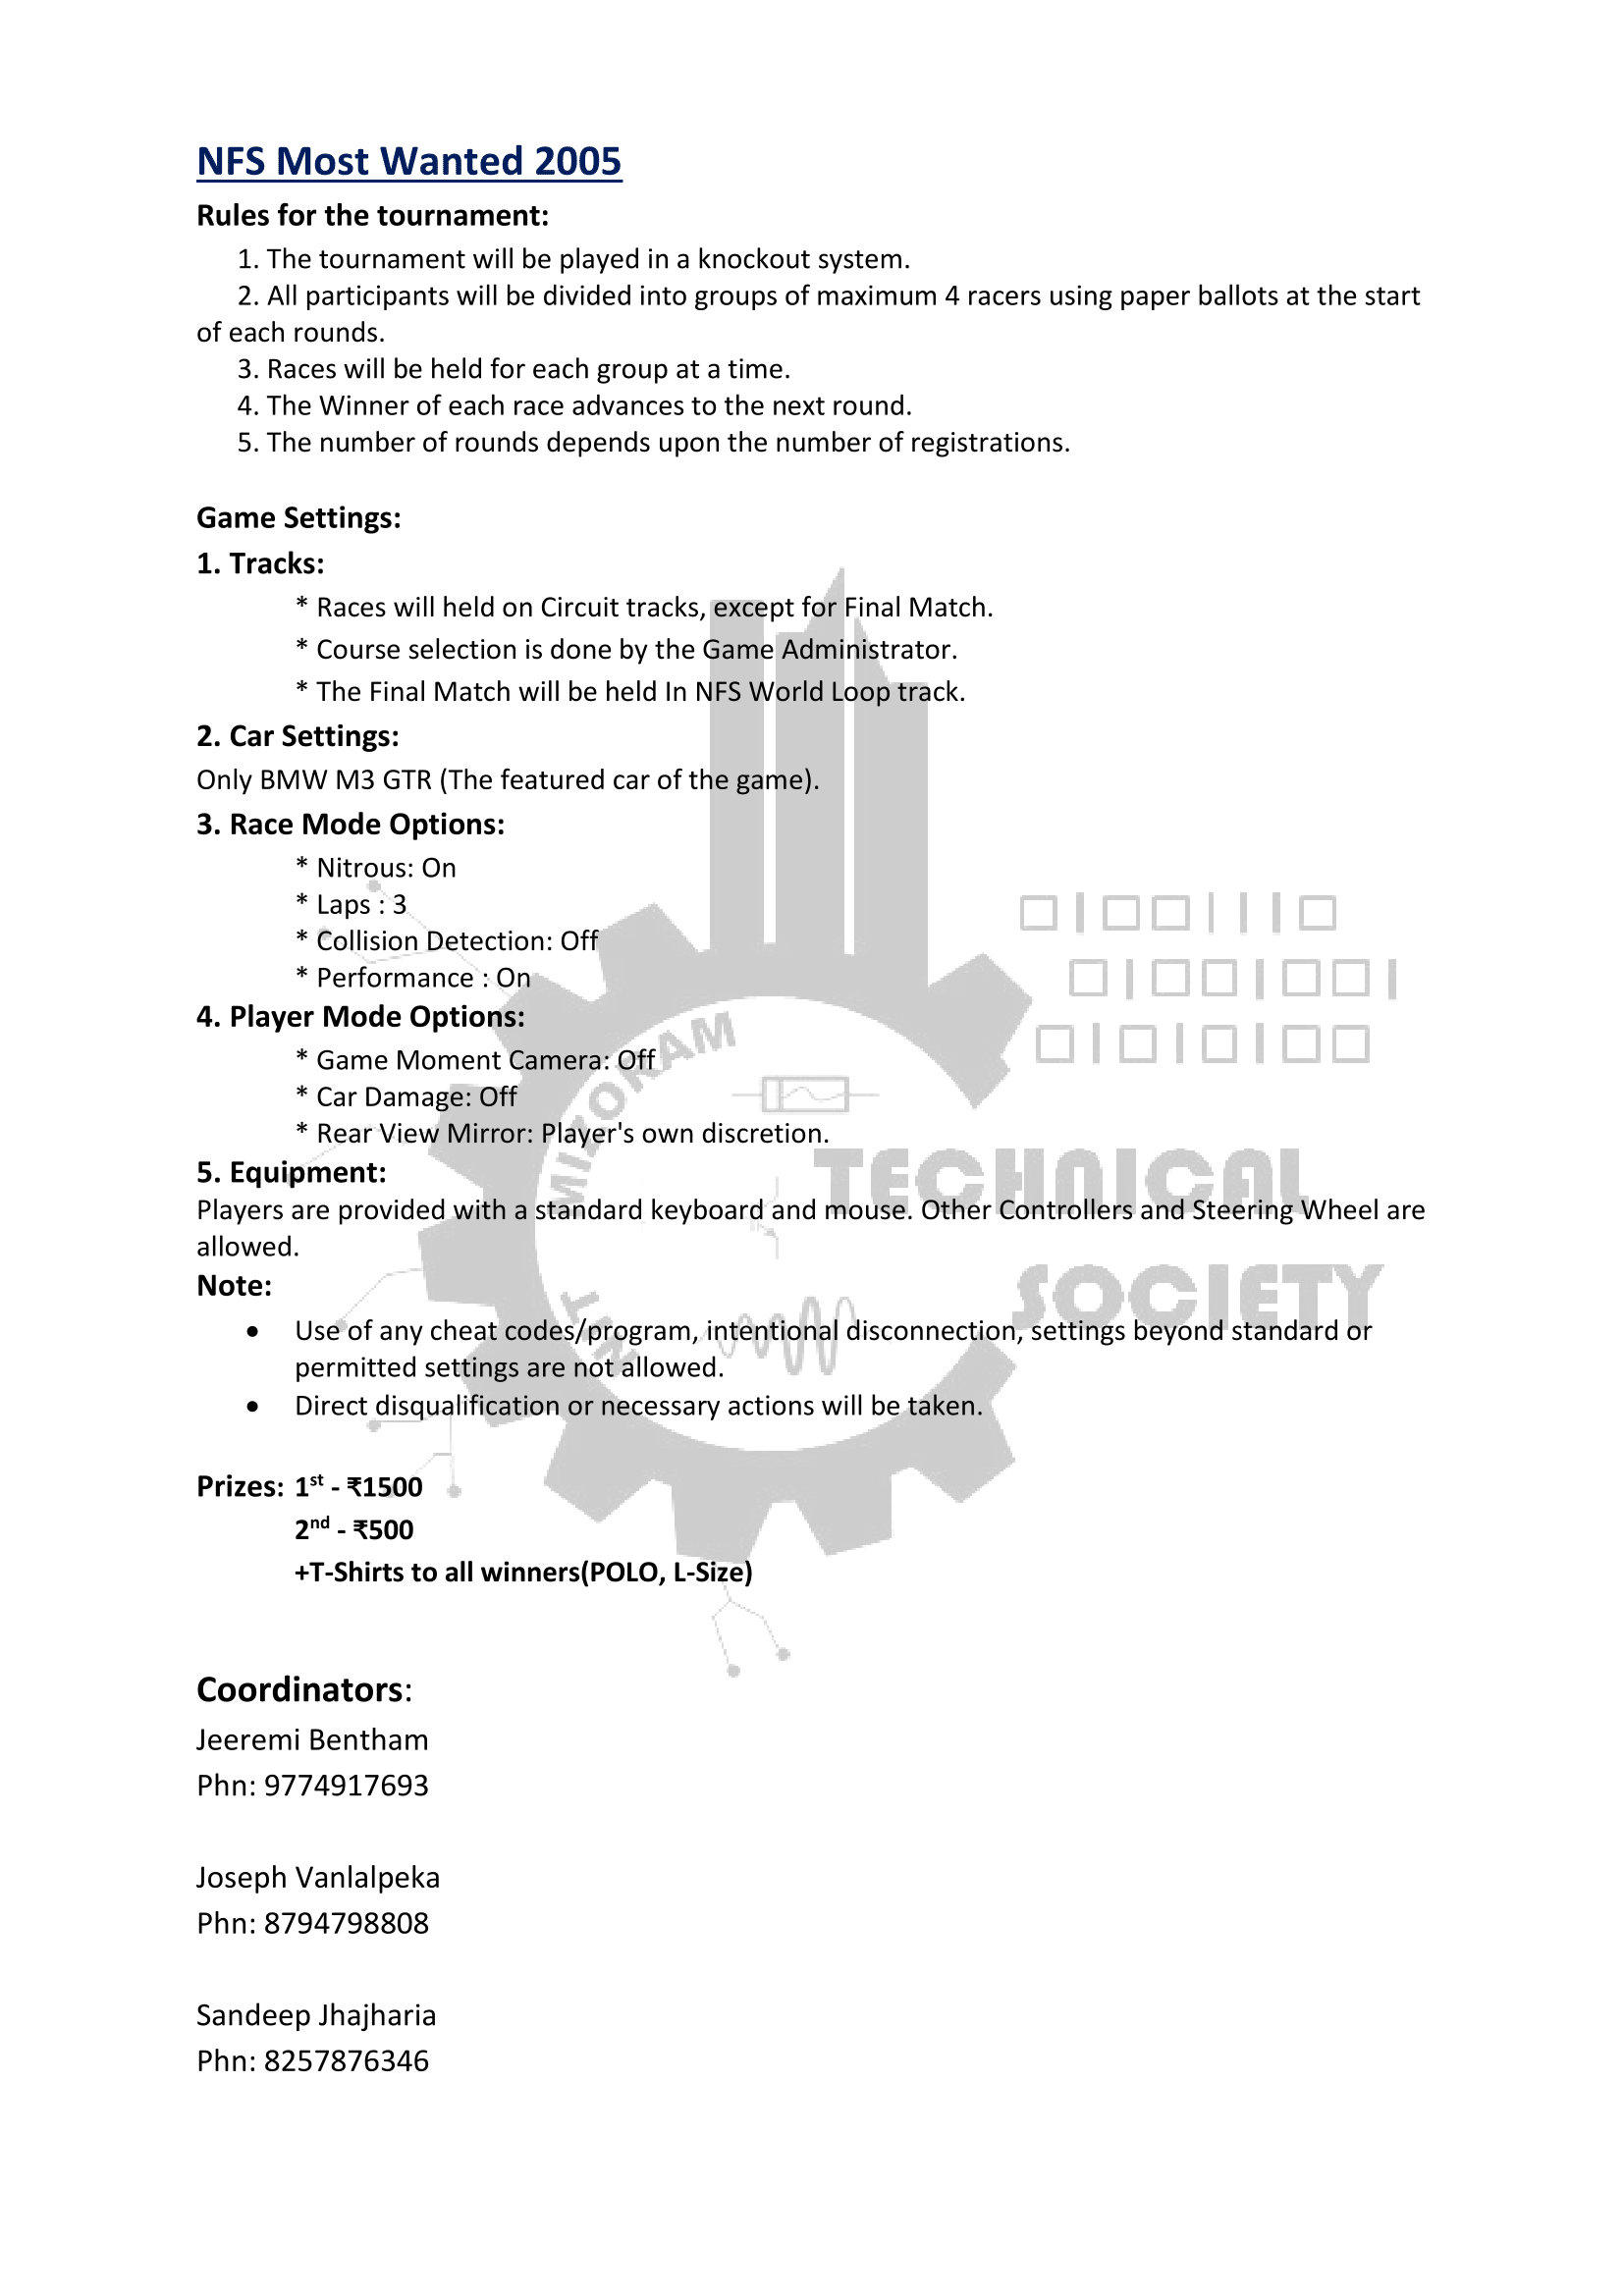 NFS Most Wanted 2005
Rules for the tournament:
1. The tournament will be played in a knockout system.
2. All participants will be divided into groups of maximum 4 racers using paper ballots at the start
of each rounds.
3. Races will be held for each group at a time.
4. The Winner of each race advances to the next round.
5. The number of rounds depends upon the number of registrations.
Game Settings:
1. Tracks:
* Races will held on Circuit tracks, except for Final Match.
* Course selection is done by the Game Administrator.
* The Final Match will be held In NFS World Loop track.
2. Car Settings:
Only BMW M3 GTR (The featured car of the game).
3. Race Mode Options:
* Nitrous: On
* Laps : 3
* Collision Detection: Off
* Performance : On
4. Player Mode Options:
* Game Moment Camera: Off
* Car Damage: Off
* Rear View Mirror: Player's own discretion.
5. Equipment:
Players are provided with a standard keyboard and mouse. Other Controllers and Steering Wheel are
allowed.
Note:
• Use of any cheat codes/program, intentional disconnection, settings beyond standard or
permitted settings are not allowed.
• Direct disqualification or necessary actions will be taken.
Prizes: 1st - ₹1500
2nd - ₹500
+T-Shirts to all winners(POLO, L-Size)
Coordinators:
Jeeremi Bentham
Phn: 9774917693
Joseph Vanlalpeka
Phn: 8794798808
Sandeep Jhajharia
Phn: 8257876346
NIT MIZORAM
TECHNICAL
SOCIETY
01001110
01001001
01010100